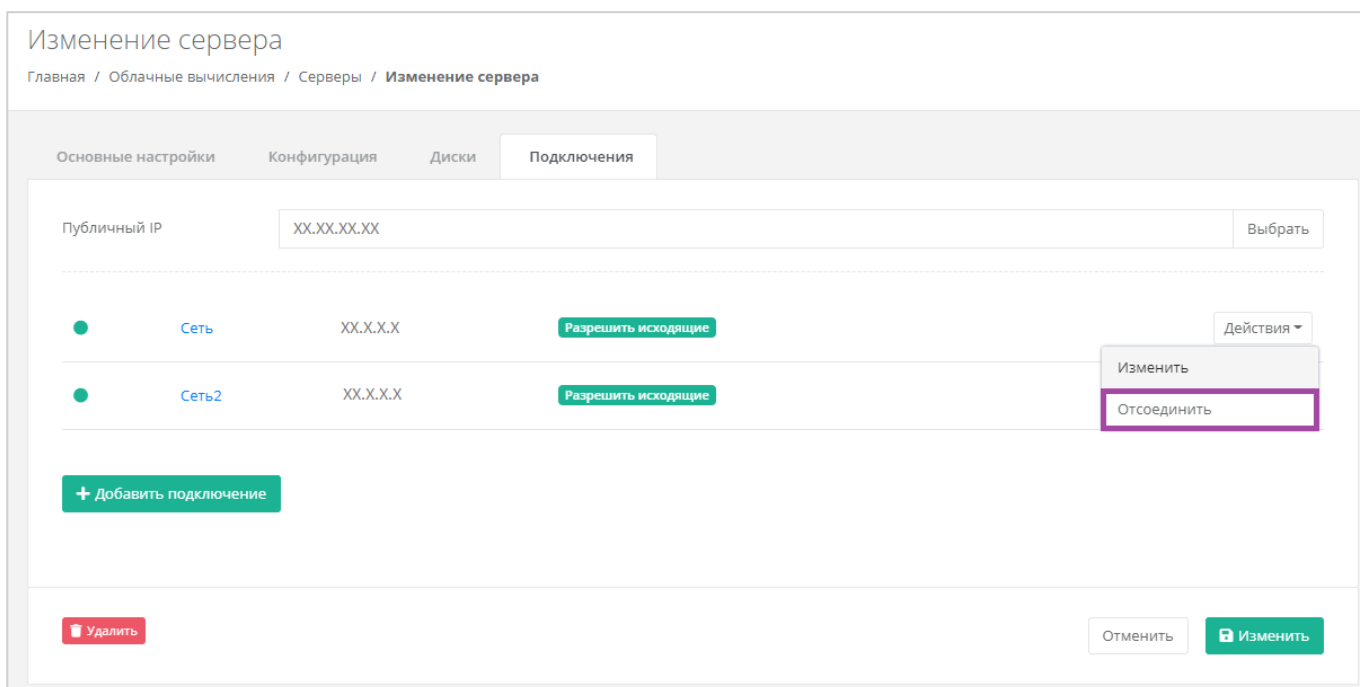 Изменение сервера
Главная / Облачные вычисления / Серверы / Изменение сервера
Основные настройки Конфигурация Диски Подключения
Публичный IP XX.XX.XX.XX Выбрать
Сеть XX.X.X.X Разрешить исходящие Действия
Изменить
Сеть2 XX.X.X.X Разрешить исходящие
Отсоединить
+ Добавить подключение
Удалить Отменить Изменить